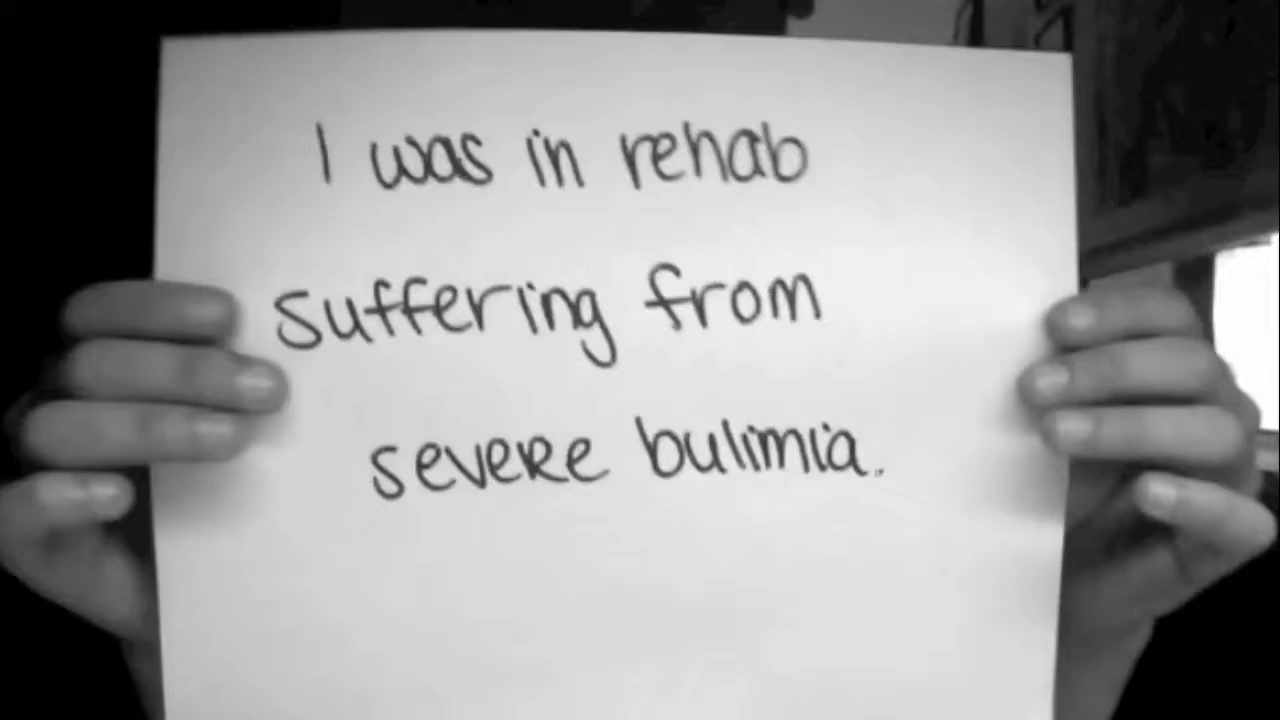 I was in rehab
suffering from
severe bulimia.